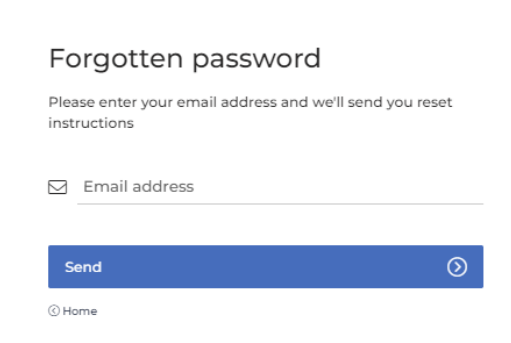 Forgotten password
Please enter your email address and we'll send you reset
instructions
Email address
Send
Home